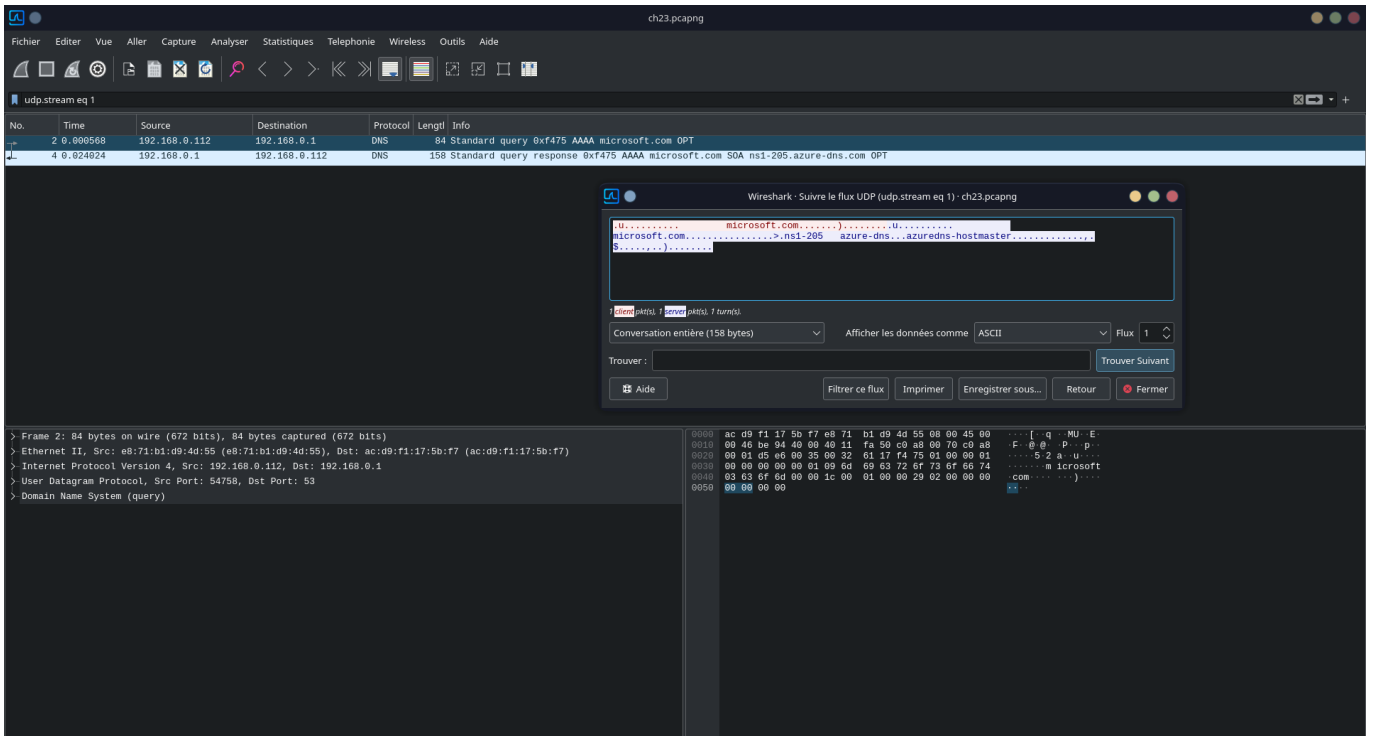 ch23.pcapng
Fichier Editer Vue Aller Capture Analyser Statistiques Telephonie Wireless Outils Aide
udp.stream eq 1
No. Time Source Destination Protocol Lengtl Info
2 0.000568 192.168.0.112 192.168.0.1 DNS 84 Standard query 0xf475 AAAA microsoft.com OPT
4 0.024024 192.168.0.1 192.168.0.112 DNS 158 Standard query response 0xf475 AAAA microsoft.com SOA ns1-205.azure-dns.com OPT
Wireshark · Suivre le flux UDP (udp.stream eq 1) · ch23.pcapng
.u.......... microsoft.com.......).........u..........
microsoft.com................>.ns1-205 azure-dns...azuredns-hostmaster.............,.
$.....,..)........
1 client pkt(s), 1 server pkt(s), 1 turn(s).
Conversation entière (158 bytes) Afficher les données comme ASCII Flux 1
Trouver : Trouver Suivant
Aide Filtrer ce flux Imprimer Enregistrer sous... Retour Fermer
Frame 2: 84 bytes on wire (672 bits), 84 bytes captured (672 bits)
Ethernet II, Src: e8:71:b1:d9:4d:55 (e8:71:b1:d9:4d:55), Dst: ac:d9:f1:17:5b:f7 (ac:d9:f1:17:5b:f7)
Internet Protocol Version 4, Src: 192.168.0.112, Dst: 192.168.0.1
User Datagram Protocol, Src Port: 54758, Dst Port: 53
Domain Name System (query)
0000 ac d9 f1 17 5b f7 e8 71 b1 d9 4d 55 08 00 45 00 ····[··q ··MU··E·
0010 00 46 be 94 40 00 40 11 fa 50 c0 a8 00 70 c0 a8 ·F··@·@· ·P···p··
0020 00 01 d5 e6 00 35 00 32 61 17 f4 75 01 00 00 01 ·····5·2 a··u····
0030 00 00 00 00 00 01 09 6d 69 63 72 6f 73 6f 66 74 ·······m icrosoft
0040 03 63 6f 6d 00 00 1c 00 01 00 00 29 02 00 00 00 ·com···· ···)····
0050 00 00 00 00 ····